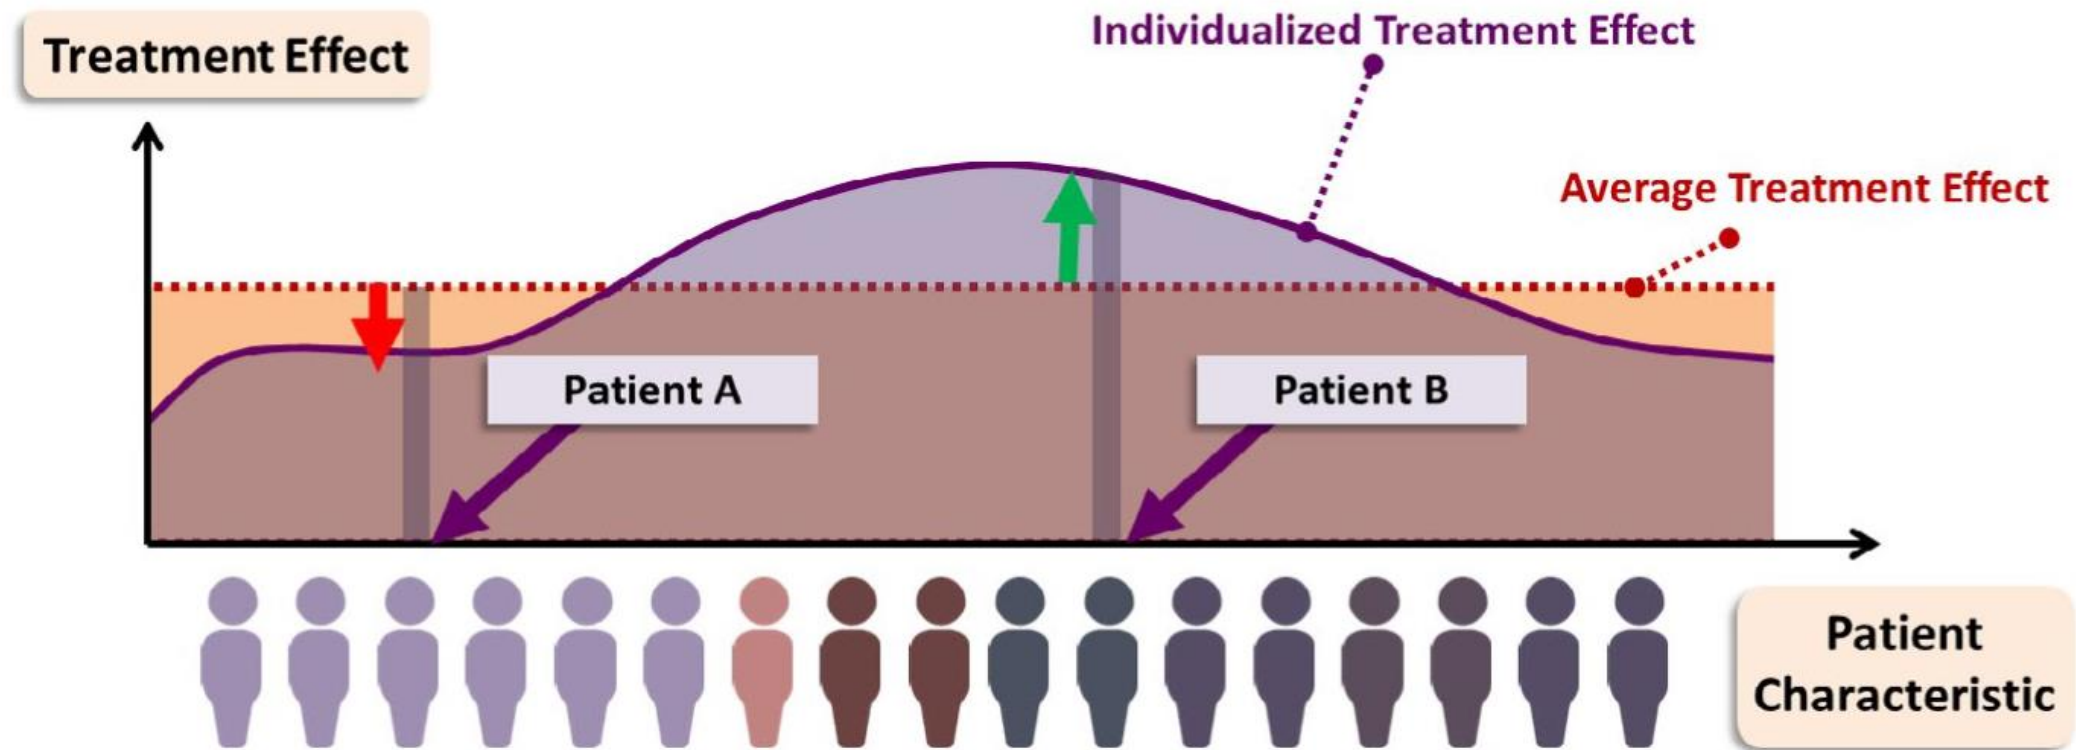 Individualized Treatment Effect
Treatment Effect
Average Treatment Effect
Patient A
Patient B
Patient
Characteristic